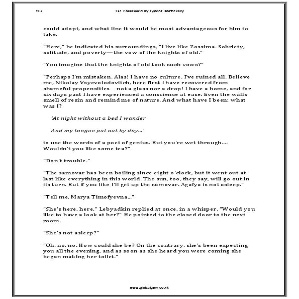 could adopt, and what line it would be most advantageous for him to
take.
"Here," he indicated his surroundings, "I live like Zossima. Sobriety,
solitude, and poverty—the vow of the knights of old."
"You imagine that the knights of old took such vows?"
"Perhaps I'm mistaken. Alas! I have no culture. I've ruined all. Believe
me, Nikolay Vsyevolodovitch, here first I have recovered from
shameful propensities—not a glass nor a drop! I have a home, and for
six days past I have experienced a conscience at ease. Even the walls
smell of resin and remind me of nature. And what have I been; what
was I?
'At night without a bed I wander
And my tongue put out by day...'
to use the words of a poet of genius. But you're wet through....
Wouldn't you like some tea?"
"Don't trouble."
"The samovar has been boiling since eight o'clock, but it went out at
last like everything in this world. The sun, too, they say, will go out in
its turn. But if you like I'll get up the samovar. Agafya is not asleep."
"Tell me, Marya Timofyevna..."
"She's here, here," Lebyadkin replied at once, in a whisper. "Would you
like to have a look at her?" He pointed to the closed door to the next
room.
"She's not asleep?"
"Oh, no, no. How could she be? On the contrary, she's been expecting
you all the evening, and as soon as she heard you were coming she
began making her toilet."